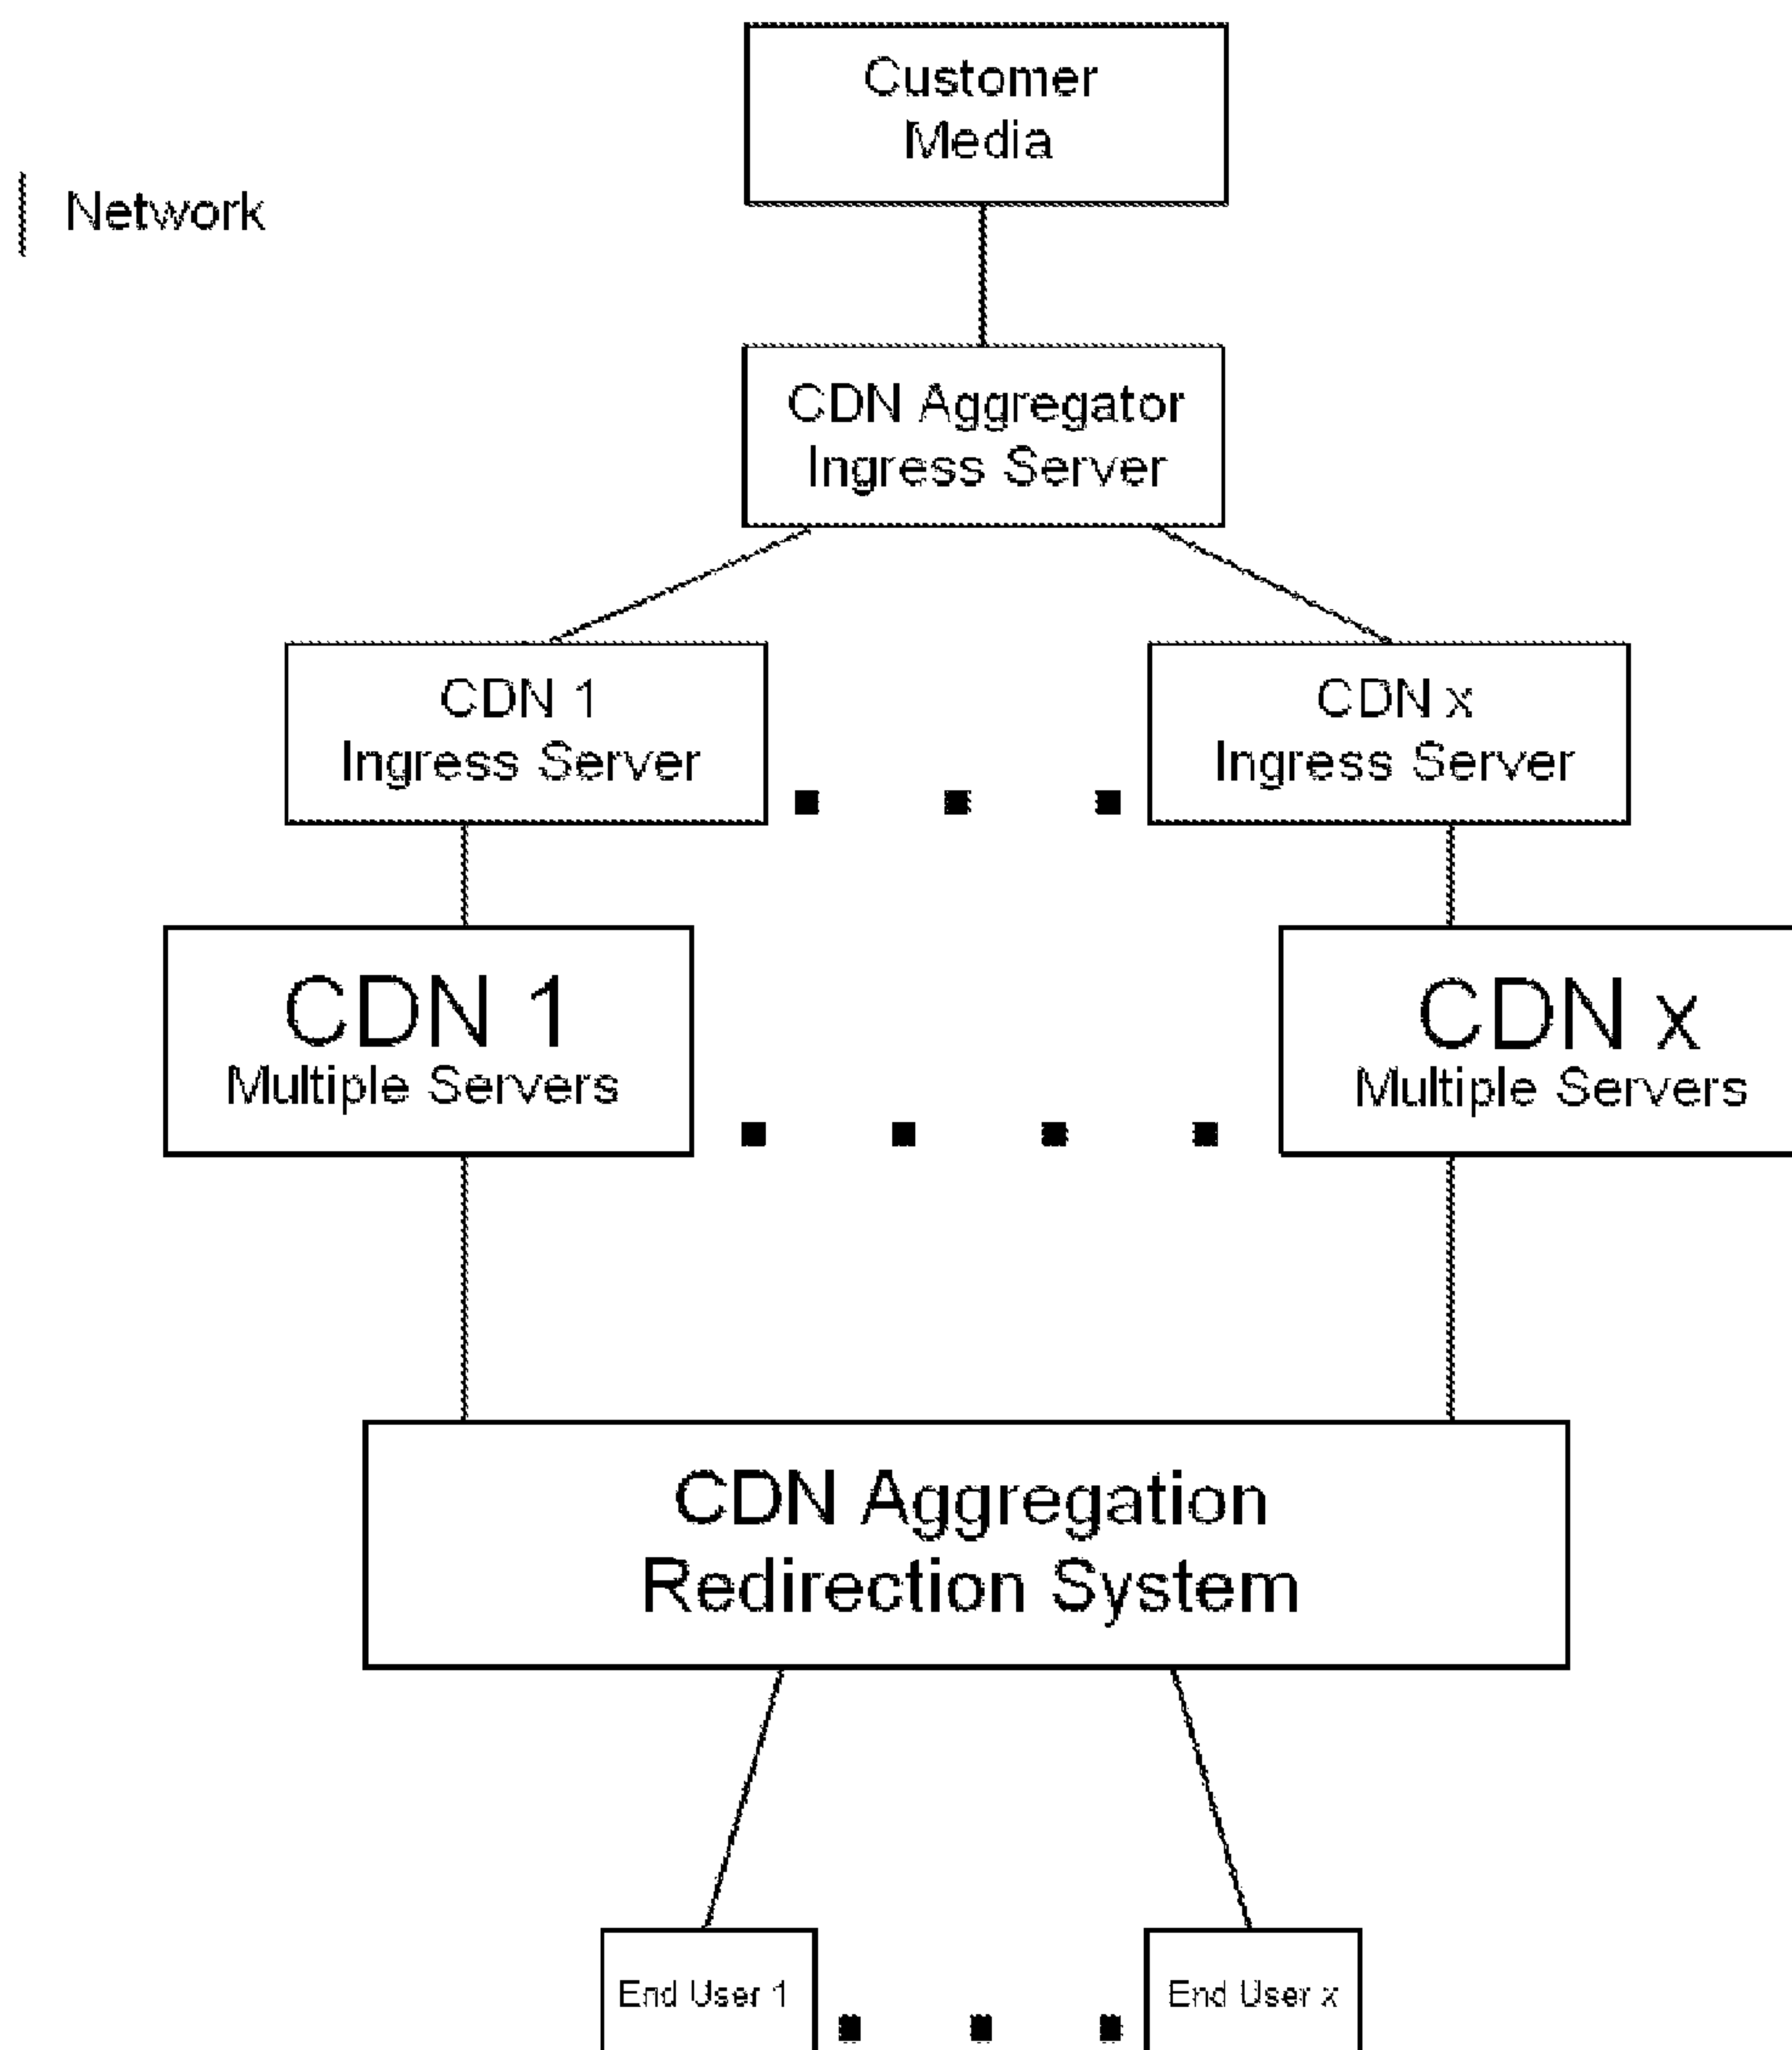 Customer
Media
Network
CDN Aggregator
Ingress Server
CDN 1
Ingress Server
CDN x
Ingress Server
CDN 1
Multiple Servers
CDN x
Multiple Servers
CDN Aggregation
Redirection System
End User 1
End User x